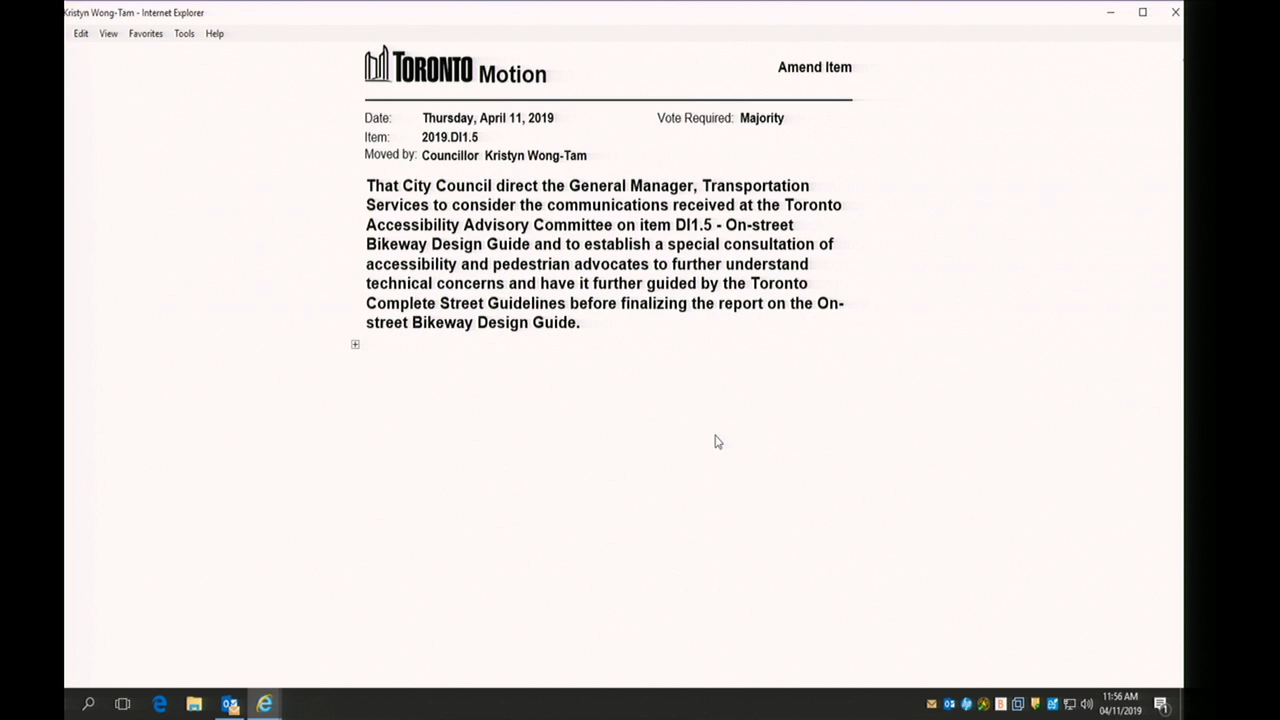 Kristyn Wong-Tam - Internet Explorer
Edit View Favorites Tools Help
TORONTO Motion
Amend Item
Date: Thursday, April 11, 2019 Vote Required: Majority
Item: 2019.DI1.5
Moved by: Councillor Kristyn Wong-Tam
That City Council direct the General Manager, Transportation
Services to consider the communications received at the Toronto
Accessibility Advisory Committee on item DI1.5 - On-street
Bikeway Design Guide and to establish a special consultation of
accessibility and pedestrian advocates to further understand
technical concerns and have it further guided by the Toronto
Complete Street Guidelines before finalizing the report on the On-
street Bikeway Design Guide.
11:56 AM
04/11/2019